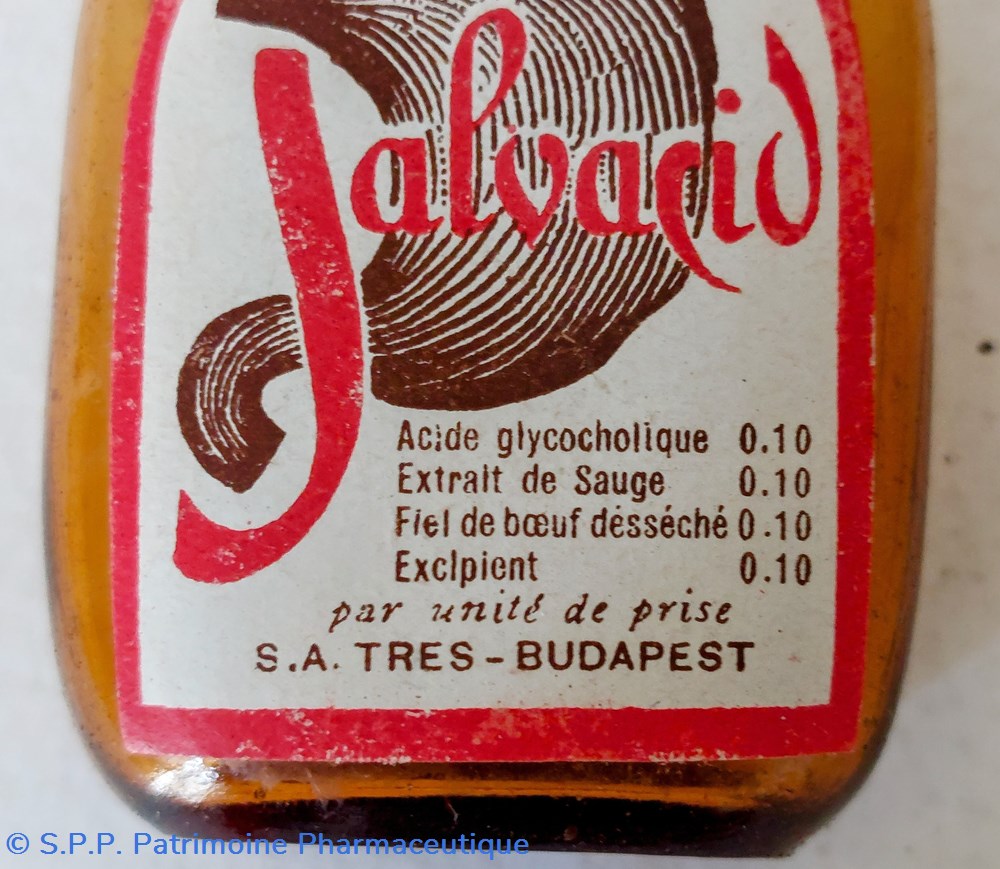 Salvacid
Acide glycocholique 0.10
Extrait de Sauge 0.10
Fiel de bœuf désséché 0.10
Excipient 0.10
par unité de prise
S.A. TRES - BUDAPEST
© S.P.P. Patrimoine Pharmaceutique